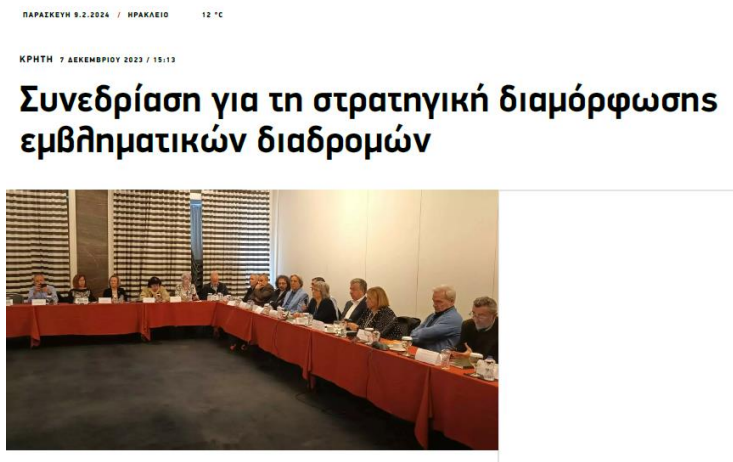 ΠΑΡΑΣΚΕΥΗ 9.2.2024 / ΗΡΑΚΛΕΙΟ 12 °C
ΚΡΗΤΗ 7 ΔΕΚΕΜΒΡΙΟΥ 2023 / 15:13
Συνεδρίαση για τη στρατηγική διαμόρφωσης
εμβληματικών διαδρομών